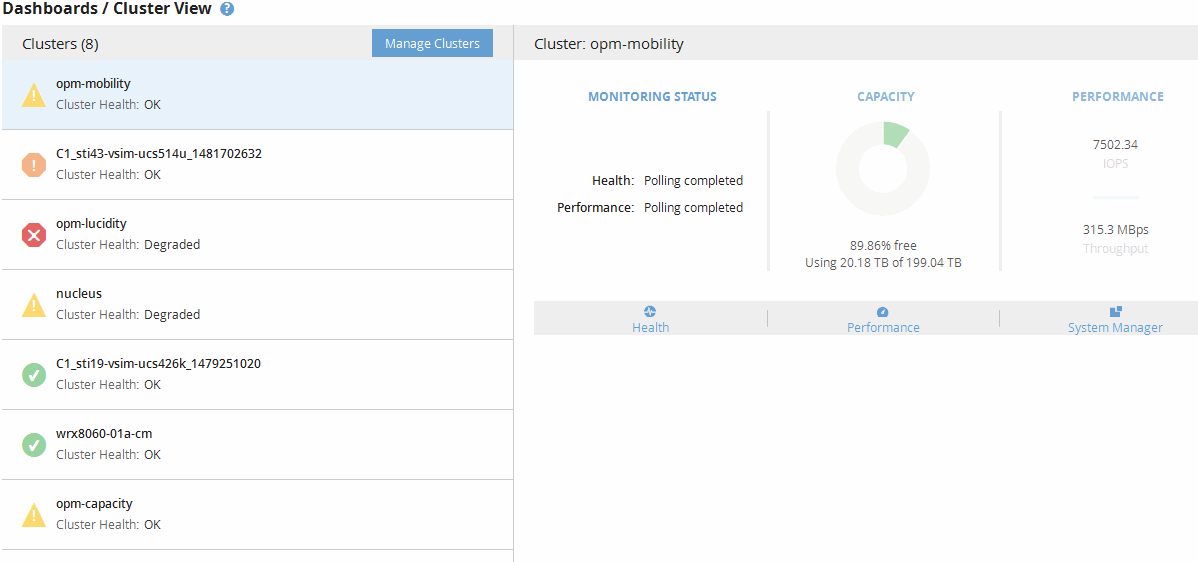 Dashboards / Cluster View ?
Clusters (8)
Manage Clusters
opm-mobility
Cluster Health: OK
C1_sti43-vsim-ucs514u_1481702632
Cluster Health: OK
opm-lucidity
Cluster Health: Degraded
nucleus
Cluster Health: Degraded
C1_sti19-vsim-ucs426k_1479251020
Cluster Health: OK
wrx8060-01a-cm
Cluster Health: OK
opm-capacity
Cluster Health: OK
Cluster: opm-mobility
MONITORING STATUS
Health: Polling completed
Performance: Polling completed
CAPACITY
89.86% free
Using 20.18 TB of 199.04 TB
PERFORMANCE
7502.34
IOPS
315.3 MBps
Throughput
Health
Performance
System Manager